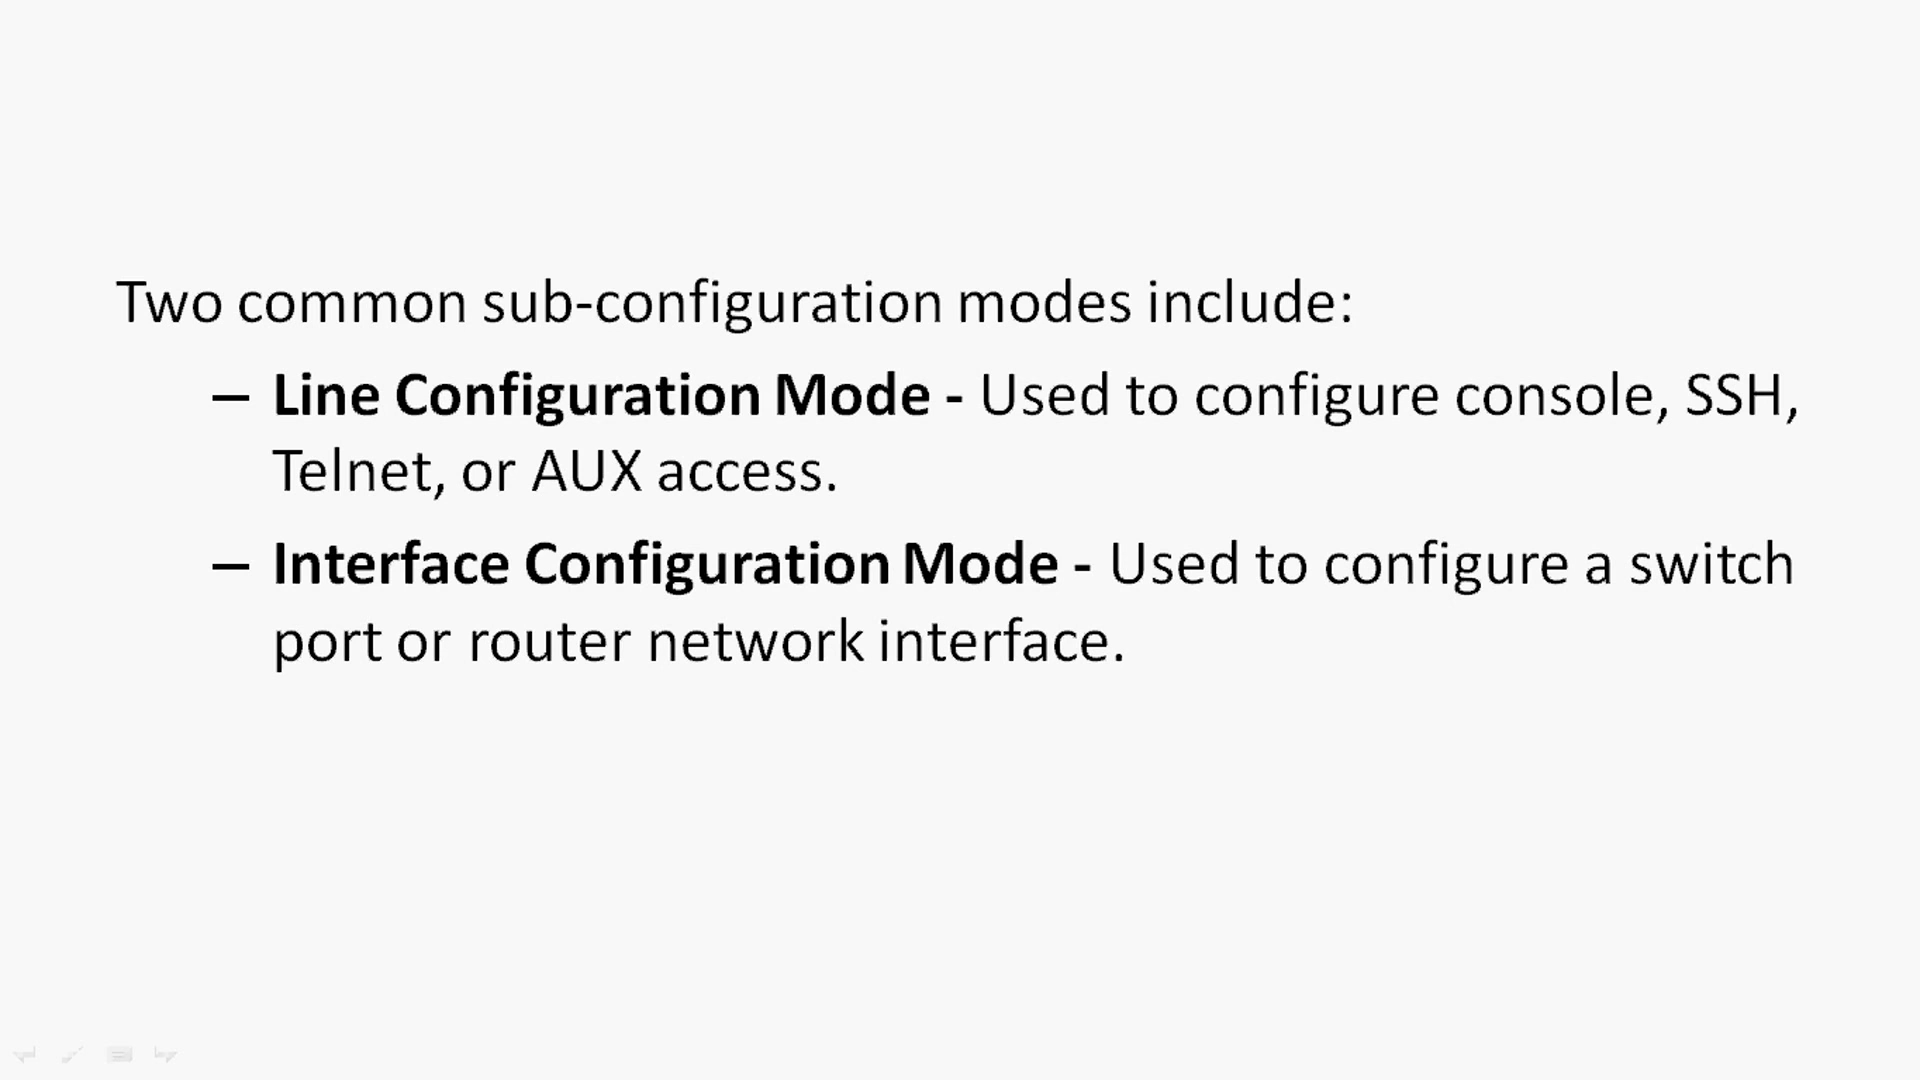 Two common sub-configuration modes include:
– Line Configuration Mode - Used to configure console, SSH,
Telnet, or AUX access.
– Interface Configuration Mode - Used to configure a switch
port or router network interface.